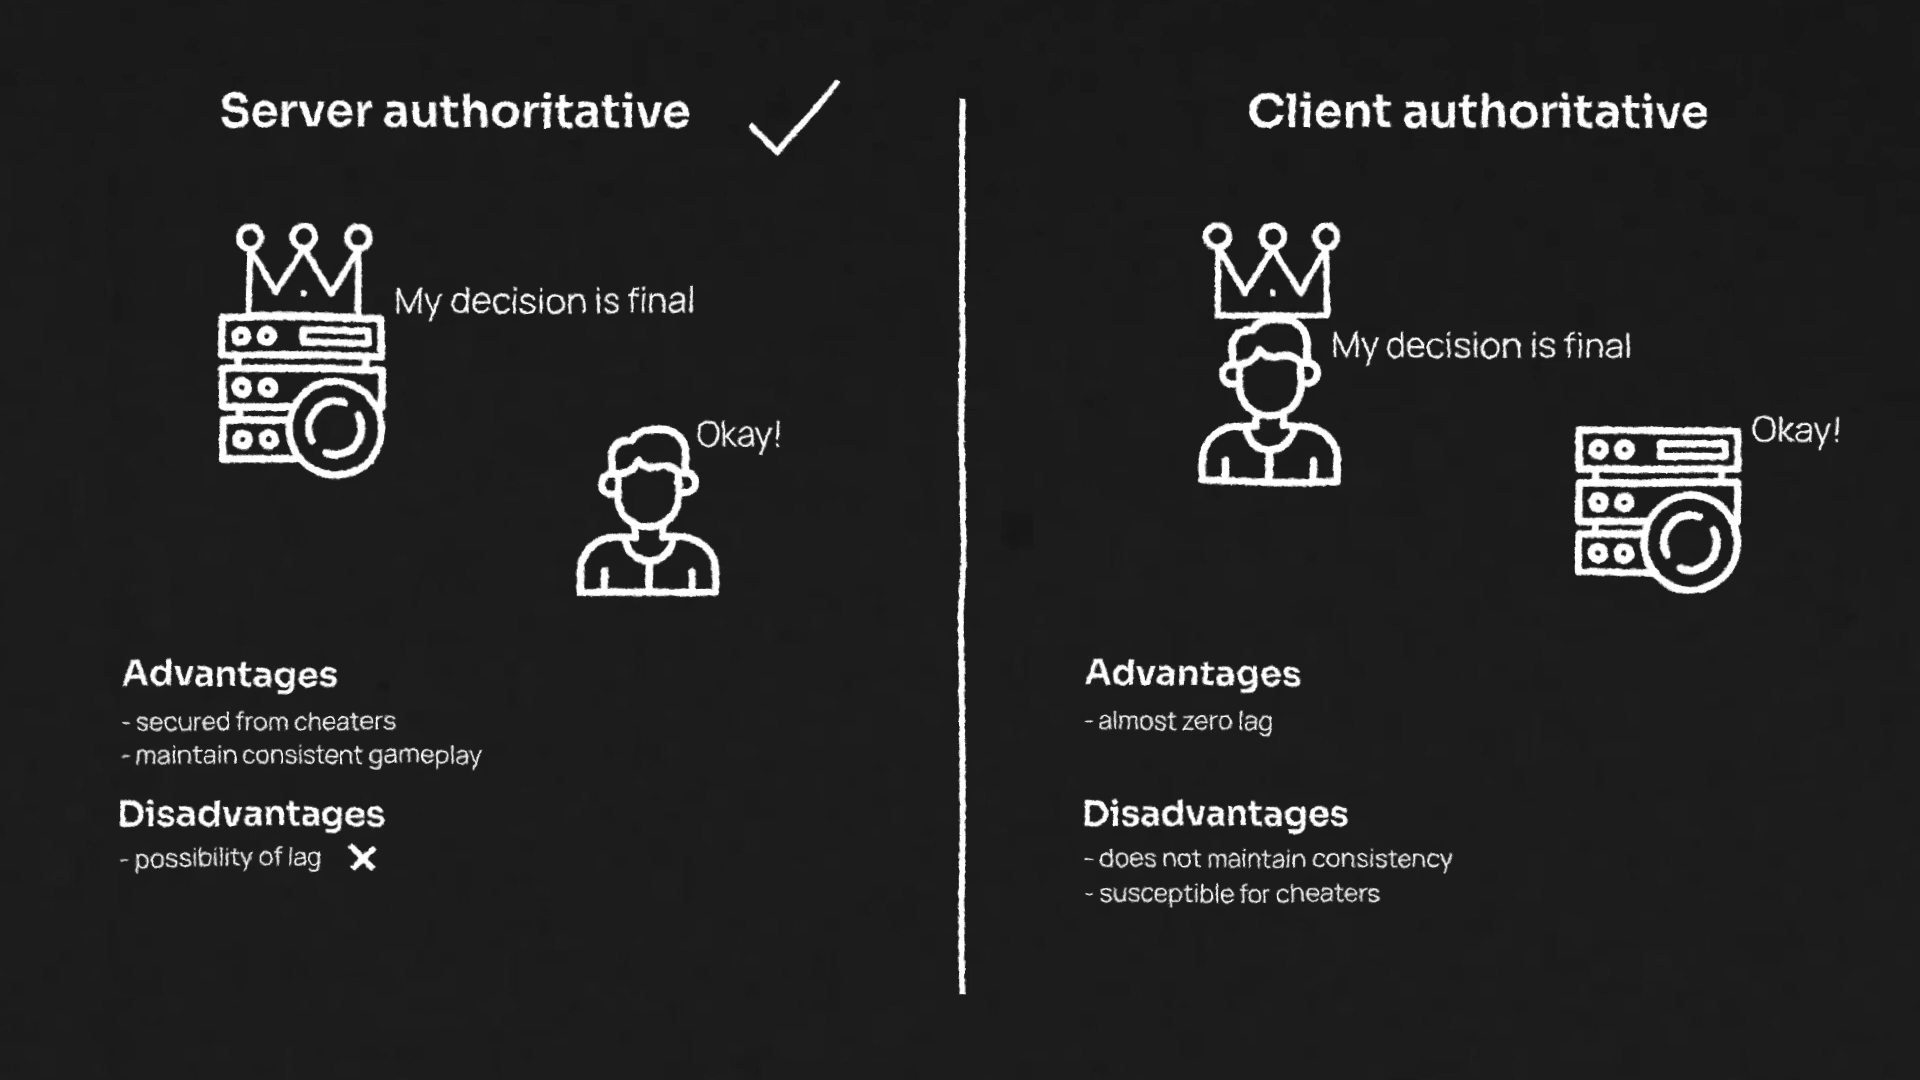 Server authoritative
My decision is final
Okay!
Advantages
- secured from cheaters
- maintain consistent gameplay
Disadvantages
- possibility of lag
Client authoritative
My decision is final
Okay!
Advantages
- almost zero lag
Disadvantages
- does not maintain consistency
- susceptible for cheaters